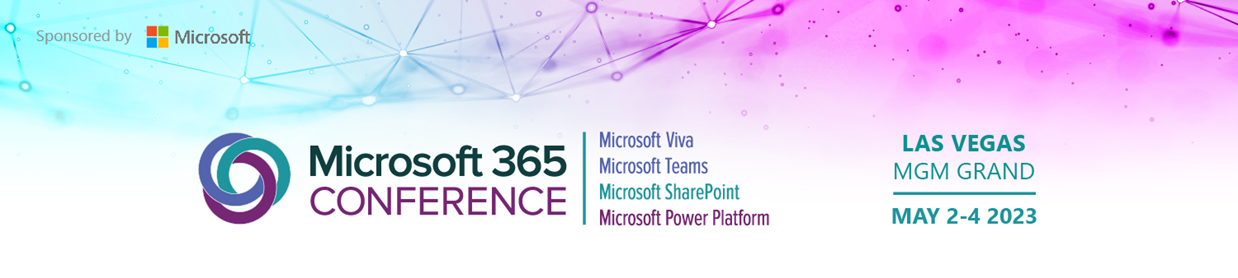 Sponsored by Microsoft
Microsoft 365
CONFERENCE
Microsoft Viva
Microsoft Teams
Microsoft SharePoint
Microsoft Power Platform
LAS VEGAS
MGM GRAND
MAY 2-4 2023